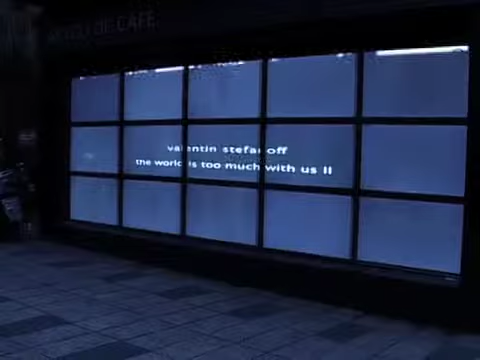 valentin stefanoff
the world is too much with us II